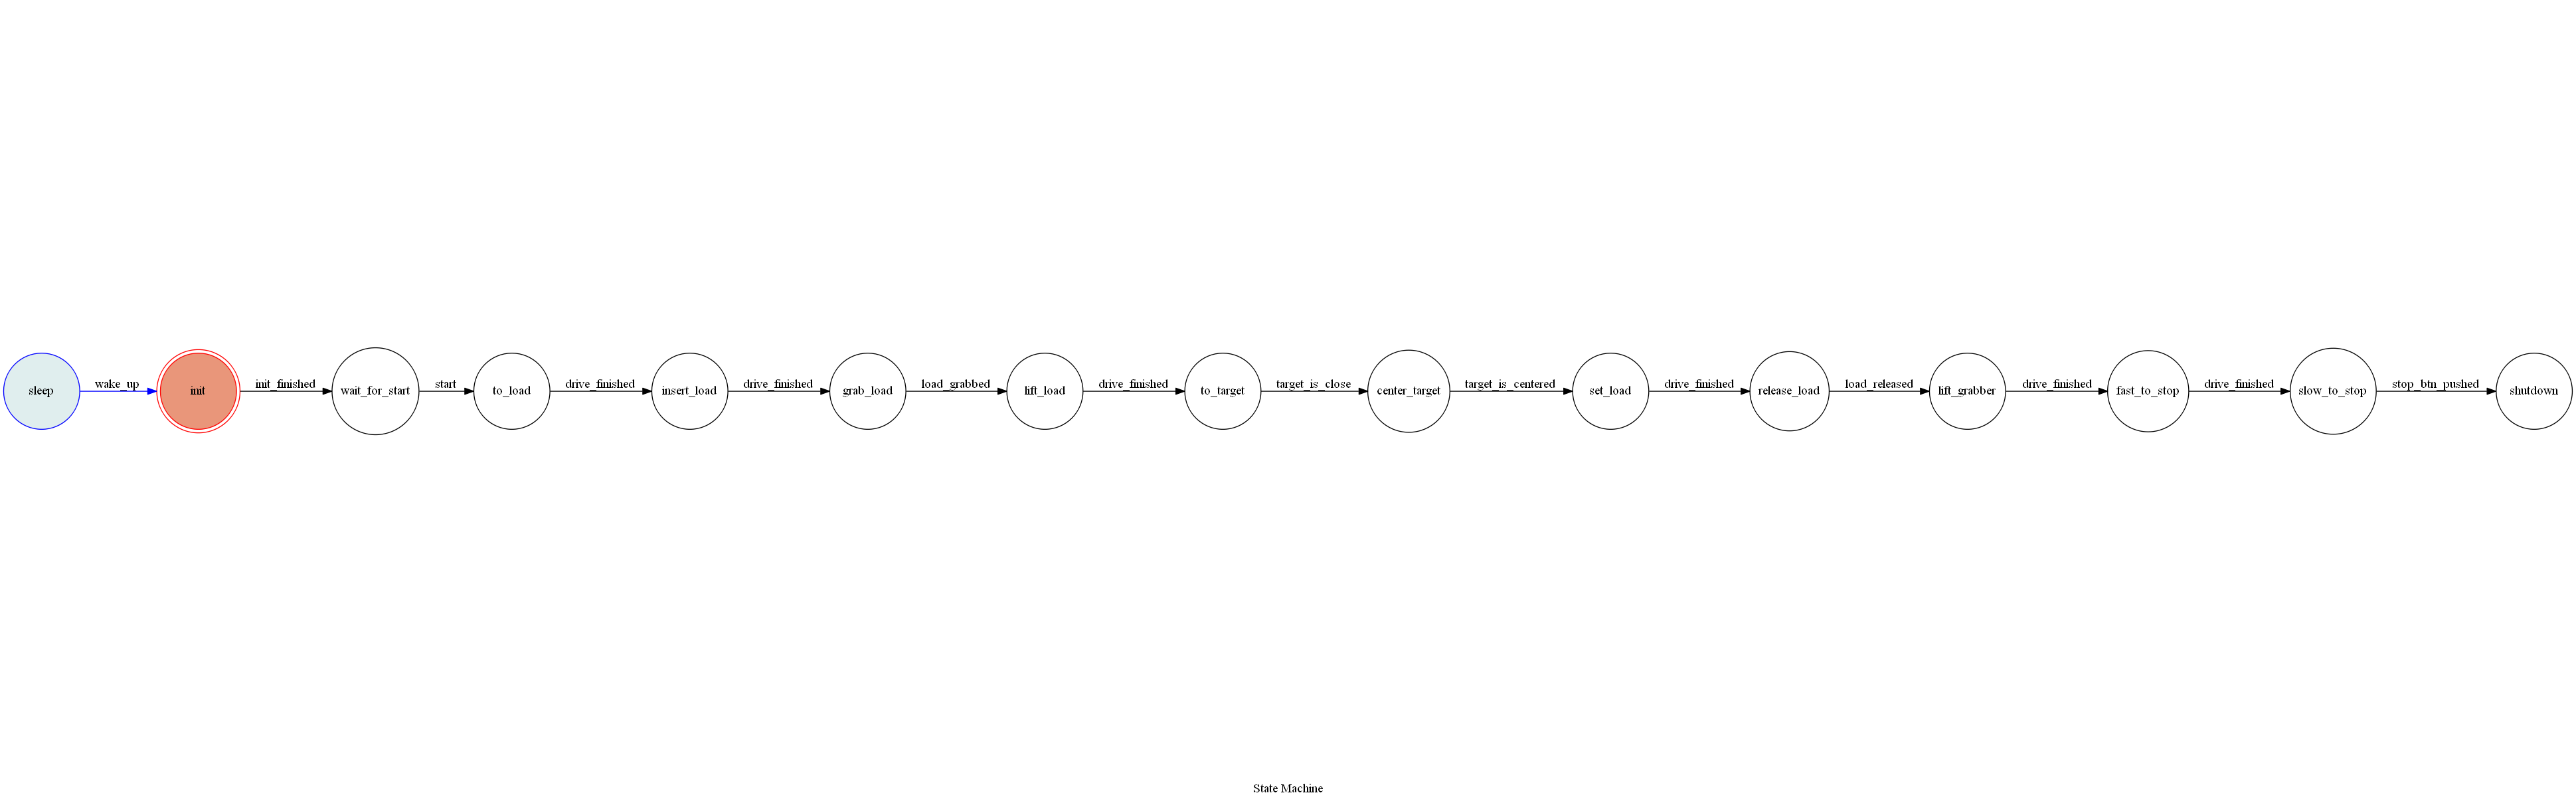 sleep
wake_up
init
init_finished
wait_for_start
start
to_load
drive_finished
insert_load
drive_finished
grab_load
load_grabbed
lift_load
drive_finished
to_target
target_is_close
center_target
target_is_centered
set_load
drive_finished
release_load
load_released
lift_grabber
drive_finished
fast_to_stop
drive_finished
slow_to_stop
stop_btn_pushed
shutdown
State Machine